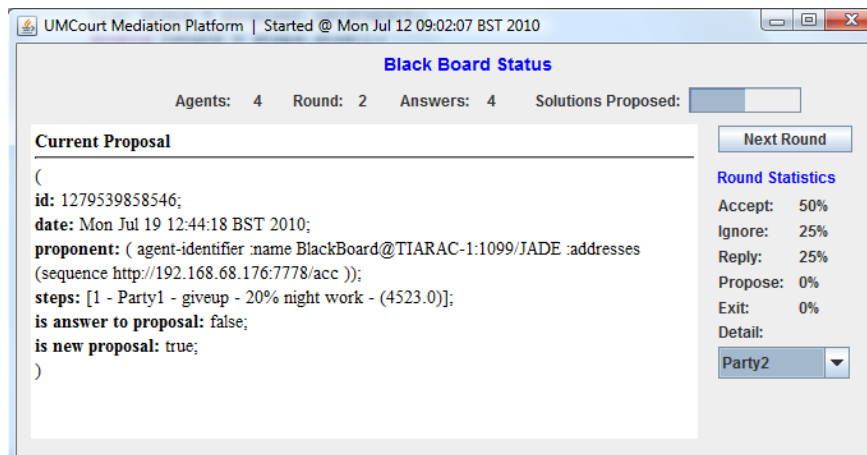 UMCourt Mediation Platform | Started @ Mon Jul 12 09:02:07 BST 2010
Black Board Status
Agents: 4 Round: 2 Answers: 4 Solutions Proposed:
Current Proposal
(
id: 1279539858546;
date: Mon Jul 19 12:44:18 BST 2010;
proponent: ( agent-identifier :name BlackBoard@TIARAC-1:1099/JADE :addresses
(sequence http://192.168.68.176:7778/acc ));
steps: [1 - Party1 - giveup - 20% night work - (4523.0)];
is answer to proposal: false;
is new proposal: true;
)
Next Round
Round Statistics
Accept: 50%
Ignore: 25%
Reply: 25%
Propose: 0%
Exit: 0%
Detail:
Party2